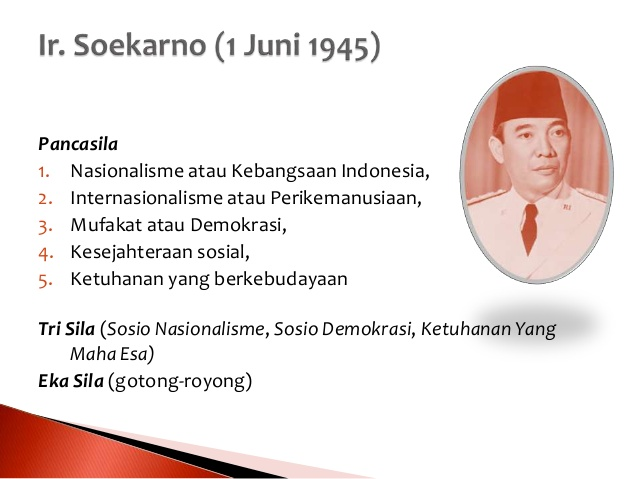 Ir. Soekarno (1 Juni 1945)
Pancasila
1. Nasionalisme atau Kebangsaan Indonesia,
2. Internasionalisme atau Perikemanusiaan,
3. Mufakat atau Demokrasi,
4. Kesejahteraan sosial,
5. Ketuhanan yang berkebudayaan
Tri Sila (Sosio Nasionalisme, Sosio Demokrasi, Ketuhanan Yang
Maha Esa)
Eka Sila (gotong-royong)